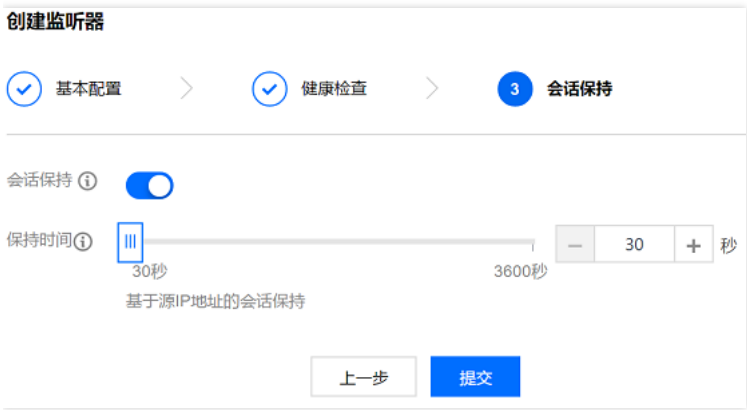 创建监听器
基本配置 健康检查 3 会话保持
会话保持
保持时间 30 秒
30秒 3600秒
基于源IP地址的会话保持
上一步 提交